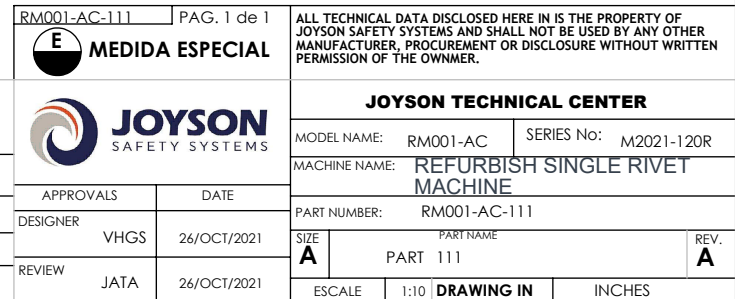 RM001-AC-111 PAG. 1 de 1
E MEDIDA ESPECIAL
ALL TECHNICAL DATA DISCLOSED HERE IN IS THE PROPERTY OF
JOYSON SAFETY SYSTEMS AND SHALL NOT BE USED BY ANY OTHER
MANUFACTURER, PROCUREMENT OR DISCLOSURE WITHOUT WRITTEN
PERMISSION OF THE OWNMER.
JOYSON
SAFETY SYSTEMS
JOYSON TECHNICAL CENTER
MODEL NAME: RM001-AC SERIES No: M2021-120R
MACHINE NAME: REFURBISH SINGLE RIVET
MACHINE
APPROVALS DATE
PART NUMBER: RM001-AC-111
DESIGNER
VHGS 26/OCT/2021
SIZE PART NAME REV.
A PART 111 A
REVIEW
JATA 26/OCT/2021
ESCALE 1:10 DRAWING IN INCHES